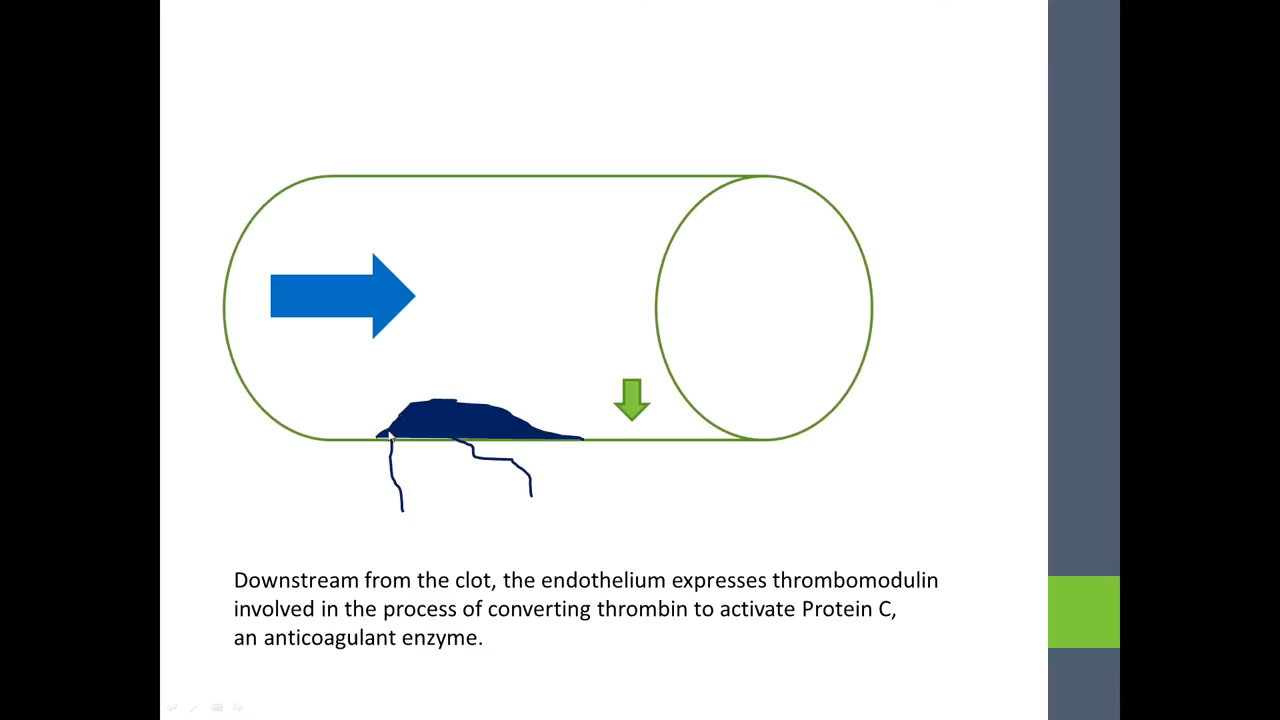 Downstream from the clot, the endothelium expresses thrombomodulin
involved in the process of converting thrombin to activate Protein C,
an anticoagulant enzyme.